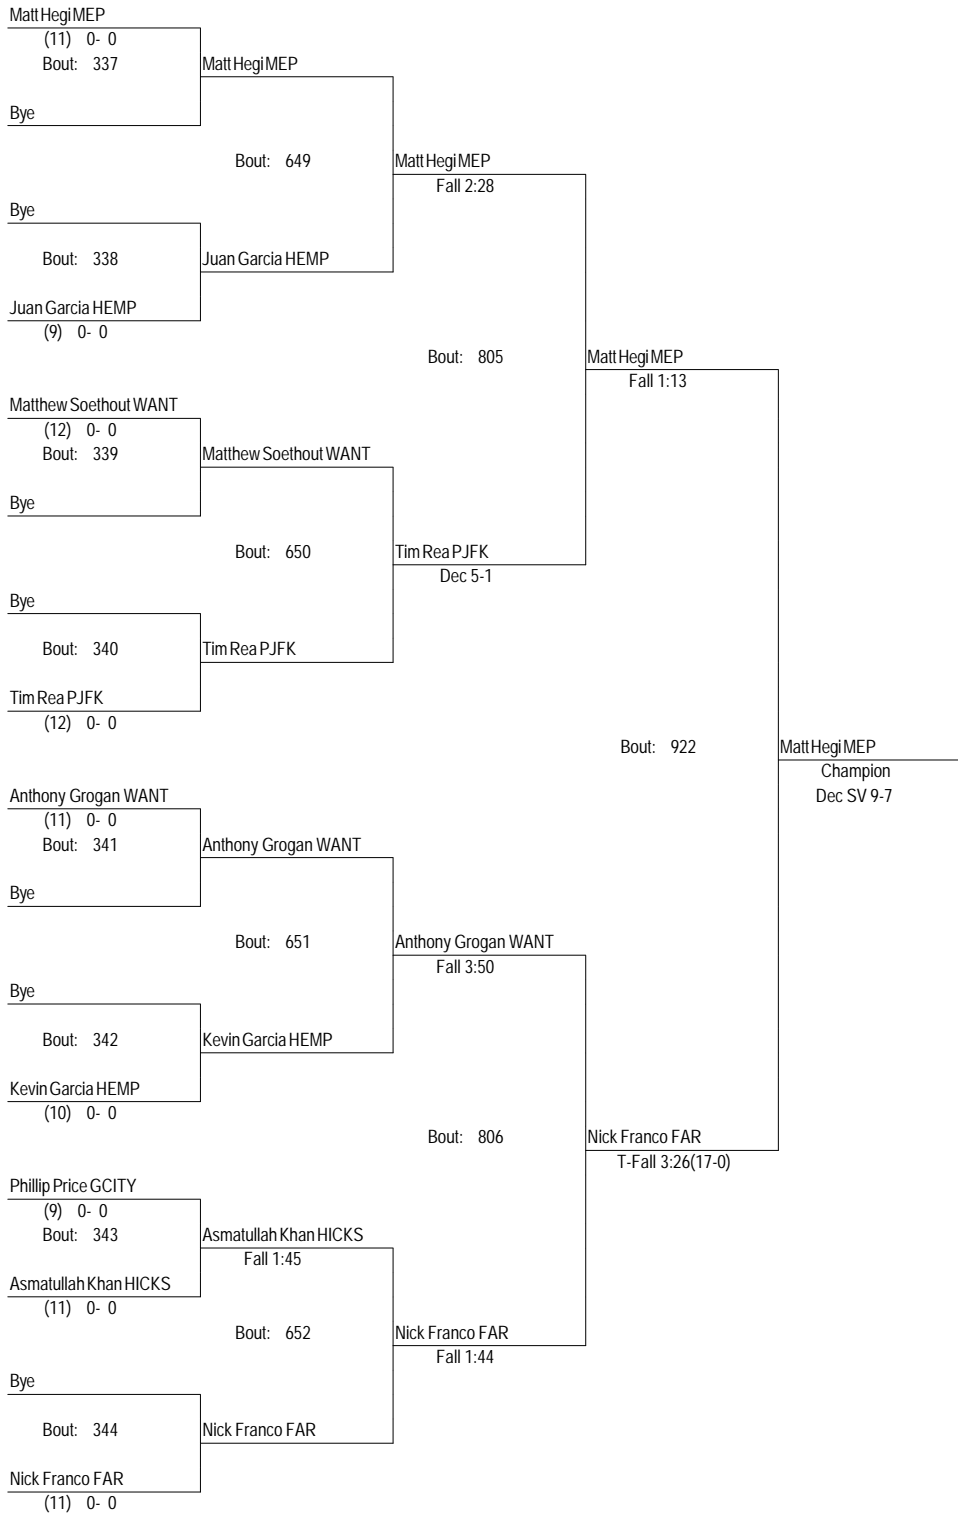 Matt Hegi MEP
(11) 0- 0
Bout: 337
Matt Hegi MEP
Bye
Bout: 649
Matt Hegi MEP
Fall 2:28
Bye
Bout: 338
Juan Garcia HEMP
Juan Garcia HEMP
(9) 0- 0
Bout: 805
Matt Hegi MEP
Fall 1:13
Matthew Soethout WANT
(12) 0- 0
Bout: 339
Matthew Soethout WANT
Bye
Bout: 650
Tim Rea PJFK
Dec 5-1
Bye
Bout: 340
Tim Rea PJFK
Tim Rea PJFK
(12) 0- 0
Bout: 922
Matt Hegi MEP
Champion
Dec SV 9-7
Anthony Grogan WANT
(11) 0- 0
Bout: 341
Anthony Grogan WANT
Bye
Bout: 651
Anthony Grogan WANT
Fall 3:50
Bye
Bout: 342
Kevin Garcia HEMP
Kevin Garcia HEMP
(10) 0- 0
Bout: 806
Nick Franco FAR
T-Fall 3:26(17-0)
Phillip Price GCITY
(9) 0- 0
Bout: 343
Asmatullah Khan HICKS
Fall 1:45
Asmatullah Khan HICKS
(11) 0- 0
Bout: 652
Nick Franco FAR
Fall 1:44
Bye
Bout: 344
Nick Franco FAR
Nick Franco FAR
(11) 0- 0